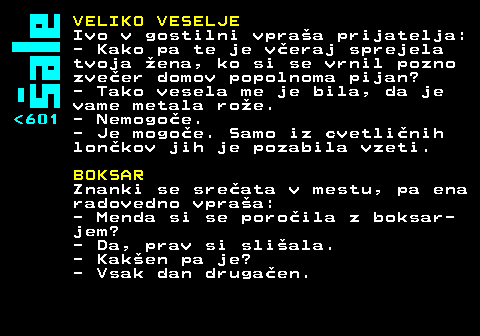 šale
<601
VELIKO VESELJE
Ivo v gostilni vpraša prijatelja:
- Kako pa te je včeraj sprejela
tvoja žena, ko si se vrnil pozno
zvečer domov popolnoma pijan?
- Tako vesela me je bila, da je
vame metala rože.
- Nemogoče.
- Je mogoče. Samo iz cvetličnih
lončkov jih je pozabila vzeti.
BOKSAR
Znanki se srečata v mestu, pa ena
radovedno vpraša:
- Menda si se poročila z boksar-
jem?
- Da, prav si slišala.
- Kakšen pa je?
- Vsak dan drugačen.